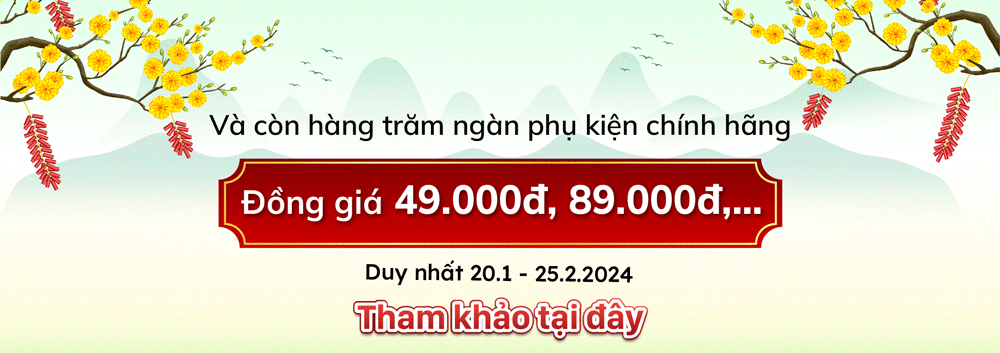 Và còn hàng trăm ngàn phụ kiện chính hãng
Đồng giá 49.000đ, 89.000đ,...
Duy nhất 20.1 - 25.2.2024
Tham khảo tại đây